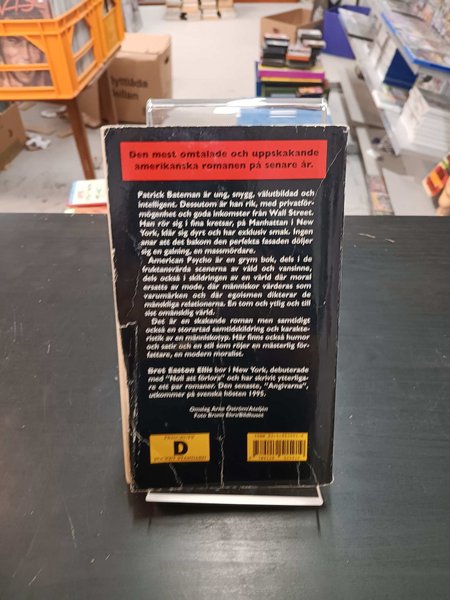 Den mest omtalade och uppskakande
amerikanska romanen på senare år.
Patrick Bateman är ung, snygg, välutbildad och
intelligent. Dessutom är han rik, med privatför-
mögenhet och goda inkomster från Wall Street.
Han rör sig i fina kretsar, på Manhattan i New
York, klär sig dyrt och har exklusiv smak. Ingen
anar att det bakom den perfekta fasaden döljer
sig en galning, en massmördare.
American Psycho är en grym bok, dels i de
fruktansvärda scenerna av våld och vansinne,
dels också i skildringen av en värld där moral
ersatts av mode, där människor värderas som
varumärken och där egoismen dikterar de
mänskliga relationerna. En tom och ytlig och till
sist omänsklig värld.
Det är en skakande roman men samtidigt
också en storartad samtidsskildring och karakte-
ristik av en människotyp. Här finns också humor
och satir och en stil som röjer en mästerlig för-
fattare, en modern moralist.
Bret Easton Ellis bor i New York, debuterade
med "Noll att förlora" och har skrivit ytterliga-
re ett par romaner. Den senaste, "Angivarna",
utkommer på svenska hösten 1995.
Omslag Arne Öström/Ateljén
Foto Bruno Ehrs/Bildhuset
D